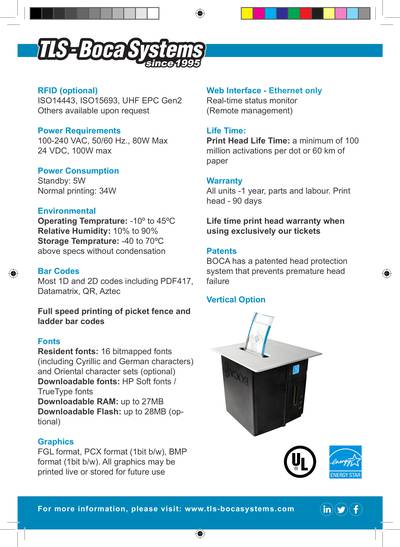 TLS-Boca Systems
since 1995
RFID (optional)
ISO14443, ISO15693, UHF EPC Gen2
Others available upon request
Power Requirements
100-240 VAC, 50/60 Hz., 80W Max
24 VDC, 100W max
Power Consumption
Standby: 5W
Normal printing: 34W
Environmental
Operating Temprature: -10º to 45ºC
Relative Humidity: 10% to 90%
Storage Temprature: -40 to 70ºC
above specs without condensation
Bar Codes
Most 1D and 2D codes including PDF417,
Datamatrix, QR, Aztec
Full speed printing of picket fence and
ladder bar codes
Fonts
Resident fonts: 16 bitmapped fonts
(including Cyrillic and German characters)
and Oriental character sets (optional)
Downloadable fonts: HP Soft fonts /
TrueType fonts
Downloadable RAM: up to 27MB
Downloadable Flash: up to 28MB (op-
tional)
Graphics
FGL format, PCX format (1bit b/w), BMP
format (1bit b/w). All graphics may be
printed live or stored for future use
Web Interface - Ethernet only
Real-time status monitor
(Remote management)
Life Time:
Print Head Life Time: a minimum of 100
million activations per dot or 60 km of
paper
Warranty
All units -1 year, parts and labour. Print
head - 90 days
Life time print head warranty when
using exclusively our tickets
Patents
BOCA has a patented head protection
system that prevents premature head
failure
Vertical Option
UL
energy
ENERGY STAR
For more information, please visit: www.tls-bocasystems.com